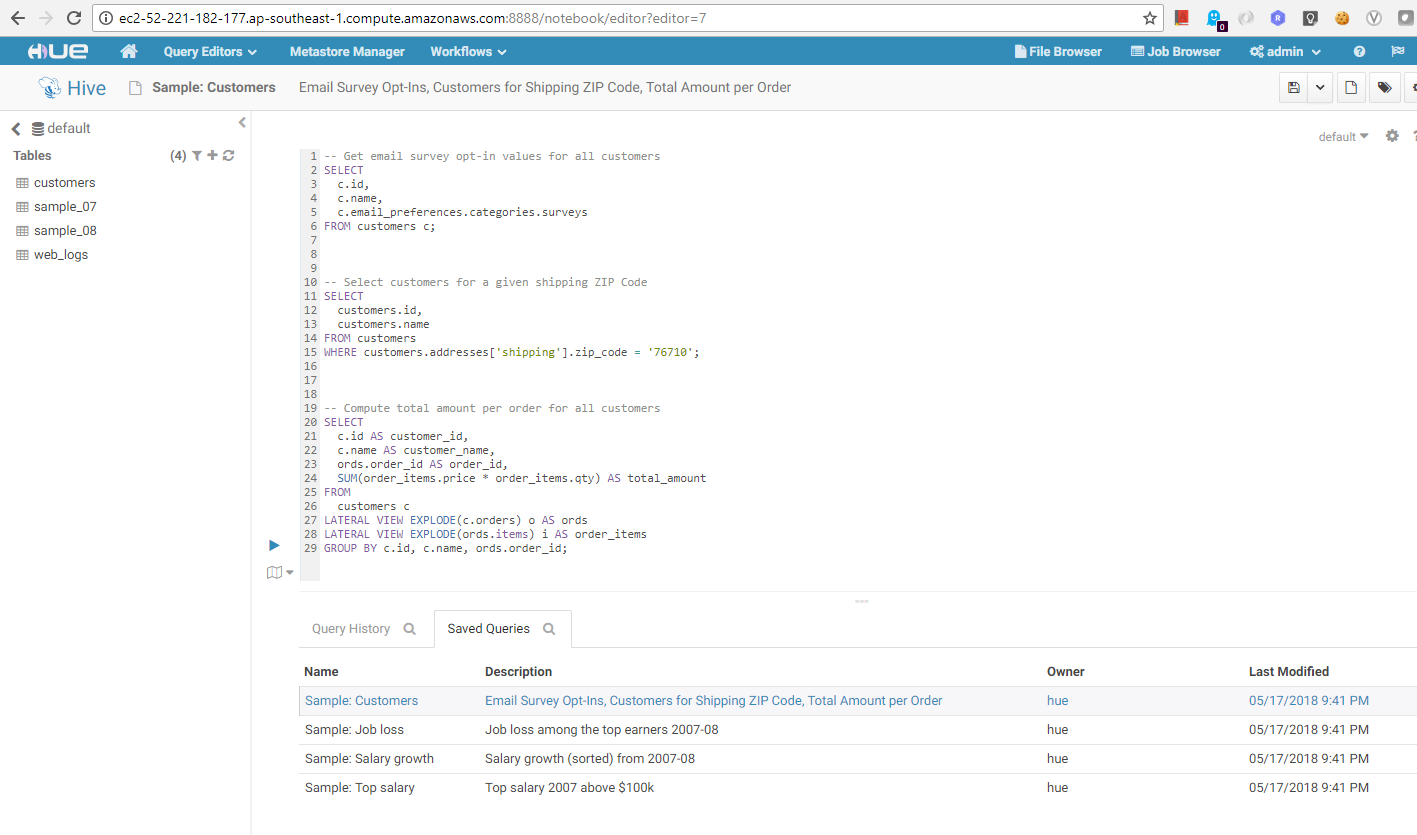 ec2-52-221-182-177.ap-southeast-1.compute.amazonaws.com:8888/notebook/editor?editor=7
0
HUE Query Editors Metastore Manager Workflows File Browser Job Browser admin
Hive Sample: Customers Email Survey Opt-Ins, Customers for Shipping ZIP Code, Total Amount per Order
default
Tables (4)
customers
sample_07
sample_08
web_logs
default
1 -- Get email survey opt-in values for all customers
2 SELECT
3 c.id,
4 c.name,
5 c.email_preferences.categories.surveys
6 FROM customers c;
7
8
9
10 -- Select customers for a given shipping ZIP Code
11 SELECT
12 customers.id,
13 customers.name
14 FROM customers
15 WHERE customers.addresses['shipping'].zip_code = '76710';
16
17
18
19 -- Compute total amount per order for all customers
20 SELECT
21 c.id AS customer_id,
22 c.name AS customer_name,
23 ords.order_id AS order_id,
24 SUM(order_items.price * order_items.qty) AS total_amount
25 FROM
26 customers c
27 LATERAL VIEW EXPLODE(c.orders) o AS ords
28 LATERAL VIEW EXPLODE(ords.items) i AS order_items
29 GROUP BY c.id, c.name, ords.order_id;
Query History Saved Queries
Name Description Owner Last Modified
Sample: Customers Email Survey Opt-Ins, Customers for Shipping ZIP Code, Total Amount per Order hue 05/17/2018 9:41 PM
Sample: Job loss Job loss among the top earners 2007-08 hue 05/17/2018 9:41 PM
Sample: Salary growth Salary growth (sorted) from 2007-08 hue 05/17/2018 9:41 PM
Sample: Top salary Top salary 2007 above $100k hue 05/17/2018 9:41 PM